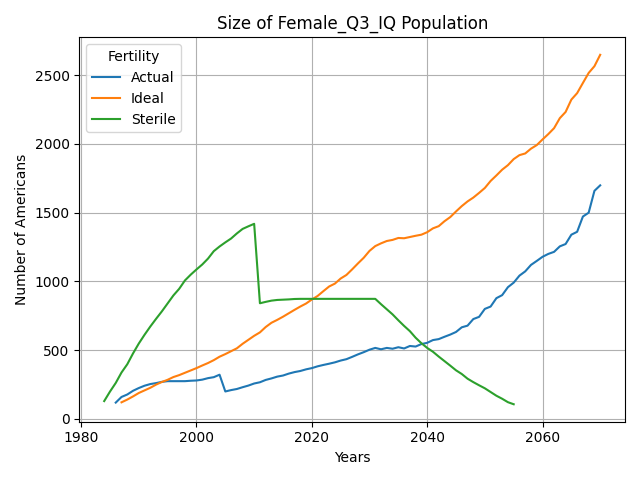 Size of Female_Q3_IQ Population
Fertility
Actual
Ideal
Sterile
Number of Americans
2500
2000
1500
1000
500
0
1980
2000
2020
2040
2060
Years